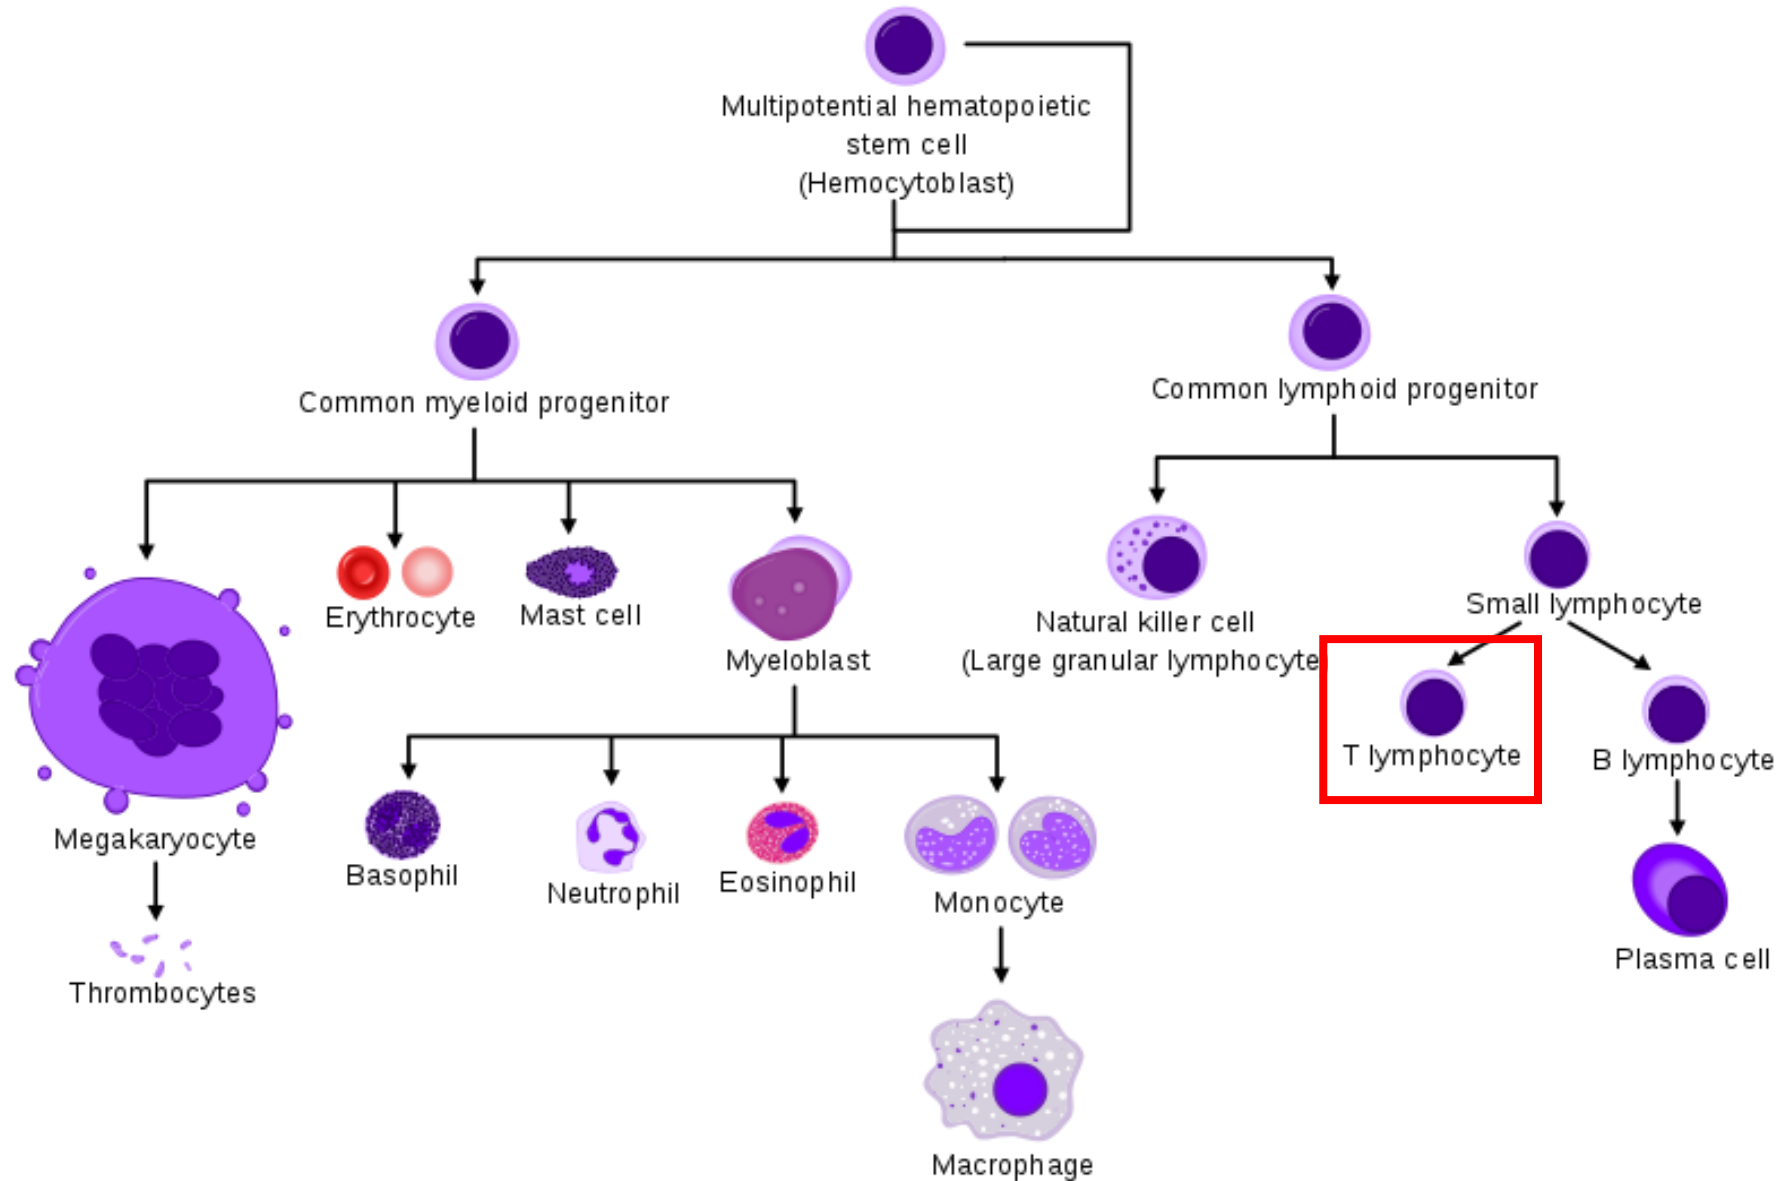 Multipotential hematopoietic
stem cell
(Hemocytoblast)
Common myeloid progenitor
Common lymphoid progenitor
Erythrocyte
Mast cell
Myeloblast
Natural killer cell
(Large granular lymphocyte
Small lymphocyte
T lymphocyte
B lymphocyte
Megakaryocyte
Basophil
Neutrophil
Eosinophil
Monocyte
Plasma cell
Thrombocytes
Macrophage